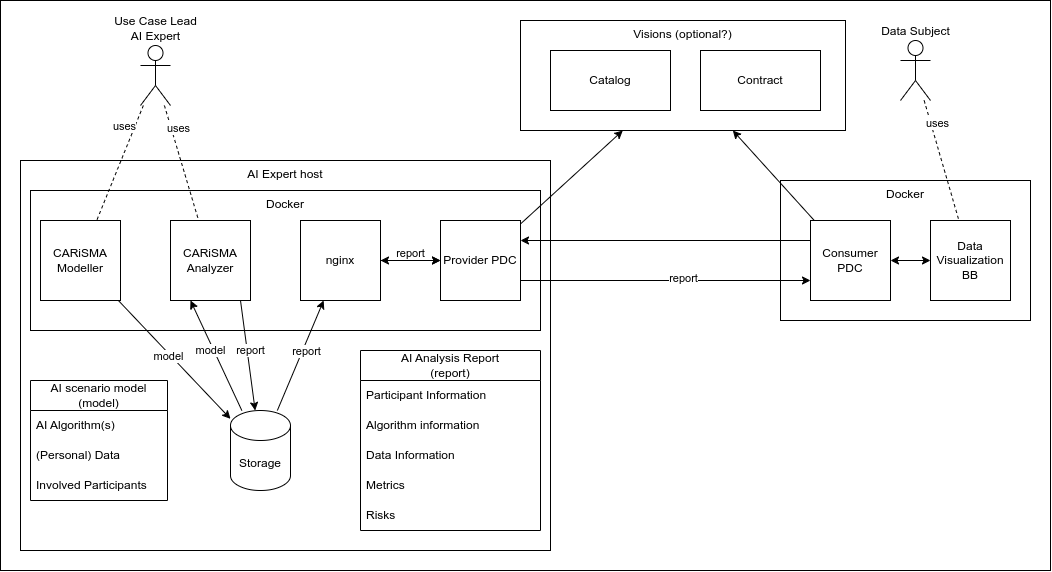 Use Case Lead
AI Expert
Visions (optional?)
Data Subject
Catalog
Contract
uses
uses
uses
AI Expert host
Docker
Docker
CARiSMA
Modeller
CARiSMA
Analyzer
nginx
report
Provider PDC
Consumer
PDC
Data
Visualization
BB
report
model
model
report
report
AI scenario model
(model)
AI Algorithm(s)
(Personal) Data
Involved Participants
Storage
AI Analysis Report
(report)
Participant Information
Algorithm information
Data Information
Metrics
Risks